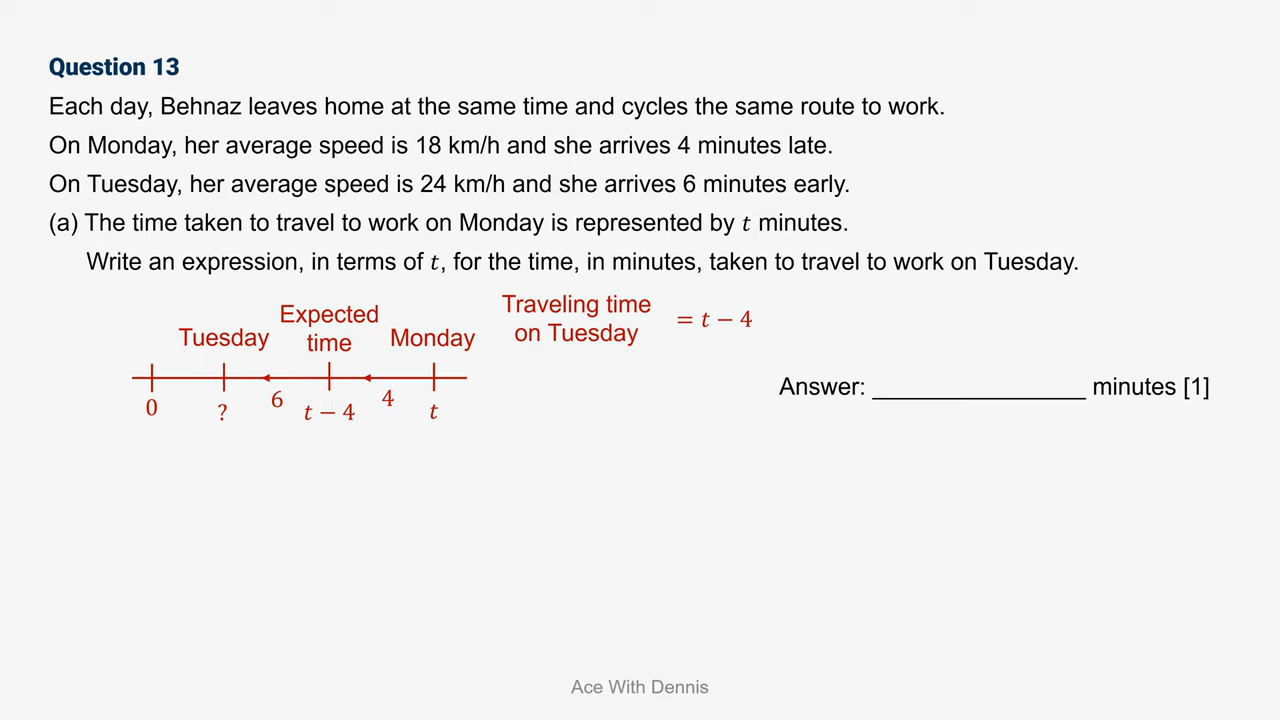 Question 13
Each day, Behnaz leaves home at the same time and cycles the same route to work.
On Monday, her average speed is 18 km/h and she arrives 4 minutes late.
On Tuesday, her average speed is 24 km/h and she arrives 6 minutes early.
(a) The time taken to travel to work on Monday is represented by t minutes.
Write an expression, in terms of t, for the time, in minutes, taken to travel to work on Tuesday.
Tuesday
Expected
time
Monday
0
?
6
t − 4
4
t
Traveling time
on Tuesday
= t − 4
Answer: ________________ minutes [1]
Ace With Dennis